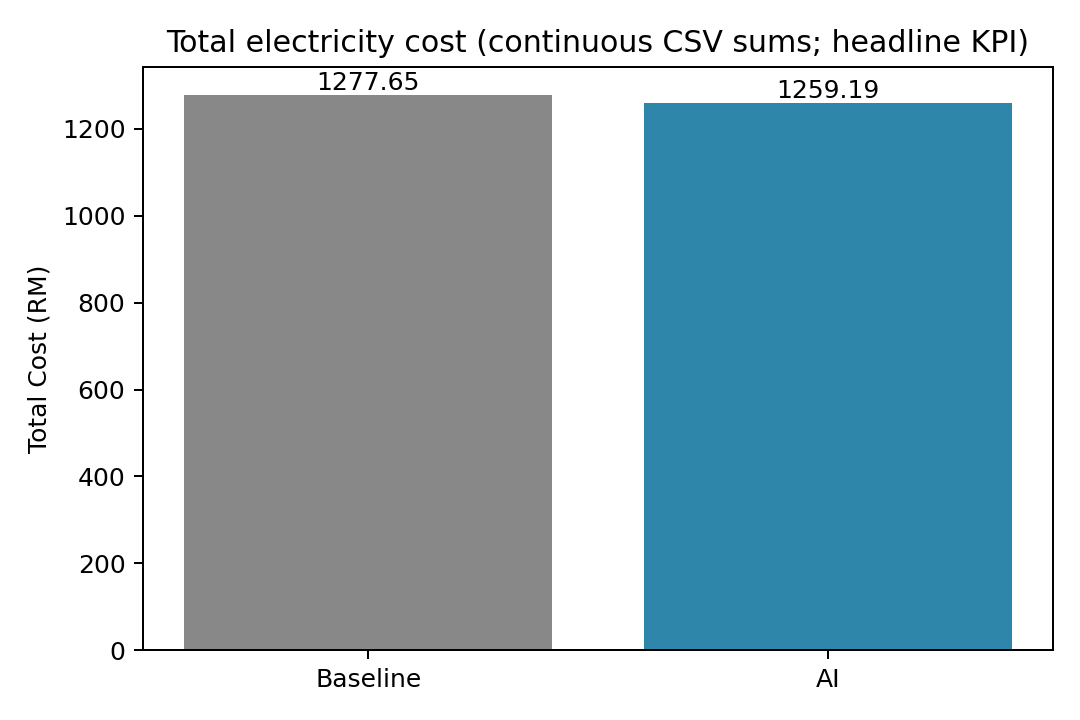 Total electricity cost (continuous CSV sums; headline KPI)
1277.65
1259.19
1200
1000
800
600
400
200
0
Total Cost (RM)
Baseline
AI